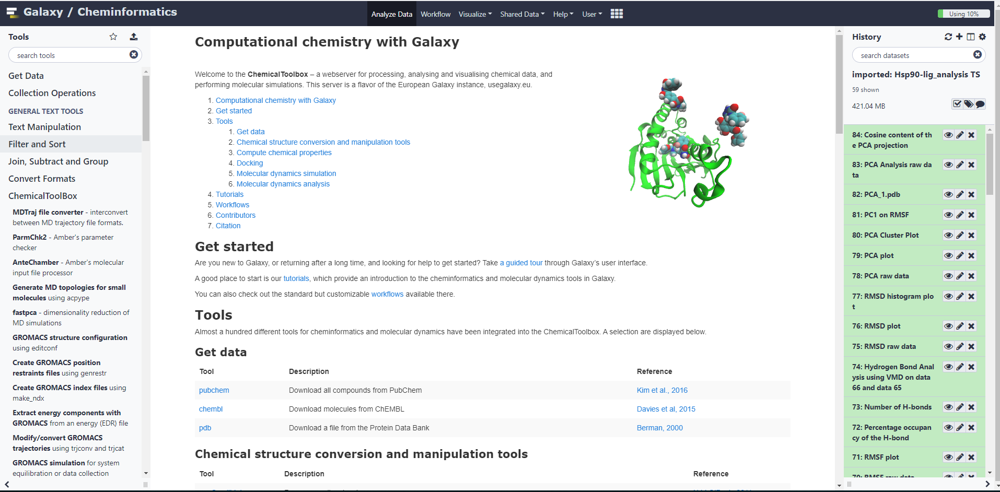 Galaxy / Cheminformatics
Analyze Data
Workflow
Visualize
Shared Data
Help
User
Using 10%
Tools
search tools
Get Data
Collection Operations
GENERAL TEXT TOOLS
Text Manipulation
Filter and Sort
Join, Subtract and Group
Convert Formats
ChemicalToolBox
MDTraj file converter - interconvert
between MD trajectory file formats.
ParmChk2 - Amber's parameter
checker
AnteChamber - Amber's molecular
input file processor
Generate MD topologies for small
molecules using acpype
fastpca - dimensionality reduction of
MD simulations
GROMACS structure configuration
using editconf
Create GROMACS position
restraints files using genrestr
Create GROMACS index files using
make_ndx
Extract energy components with
GROMACS from an energy (EDR) file
Modify/convert GROMACS
trajectories using trjconv and trjcat
GROMACS simulation for system
equilibration or data collection
Computational chemistry with Galaxy
Welcome to the ChemicalToolbox – a webserver for processing, analysing and visualising chemical data, and
performing molecular simulations. This server is a flavor of the European Galaxy instance, usegalaxy.eu.
1. Computational chemistry with Galaxy
2. Get started
3. Tools
1. Get data
2. Chemical structure conversion and manipulation tools
3. Compute chemical properties
4. Docking
5. Molecular dynamics simulation
6. Molecular dynamics analysis
4. Tutorials
5. Workflows
6. Contributors
7. Citation
Get started
Are you new to Galaxy, or returning after a long time, and looking for help to get started? Take a guided tour through Galaxy's user interface.
A good place to start is our tutorials, which provide an introduction to the cheminformatics and molecular dynamics tools in Galaxy.
You can also check out the standard but customizable workflows available there.
Tools
Almost a hundred different tools for cheminformatics and molecular dynamics have been integrated into the ChemicalToolbox. A selection are displayed below.
Get data
Tool Description Reference
pubchem Download all compounds from PubChem Kim et al., 2016
chembl Download molecules from ChEMBL Davies et al, 2015
pdb Download a file from the Protein Data Bank Berman, 2000
Chemical structure conversion and manipulation tools
Tool Description Reference
History
search datasets
imported: Hsp90-lig_analysis TS
59 shown
421.04 MB
84: Cosine content of th
e PCA projection
83: PCA Analysis raw da
ta
82: PCA_1.pdb
81: PC1 on RMSF
80: PCA Cluster Plot
79: PCA plot
78: PCA raw data
77: RMSD histogram plo
t
76: RMSD plot
75: RMSD raw data
74: Hydrogen Bond Anal
ysis using VMD on data
66 and data 65
73: Number of H-bonds
72: Percentage occupan
cy of the H-bond
71: RMSF plot
70: RMSF raw data